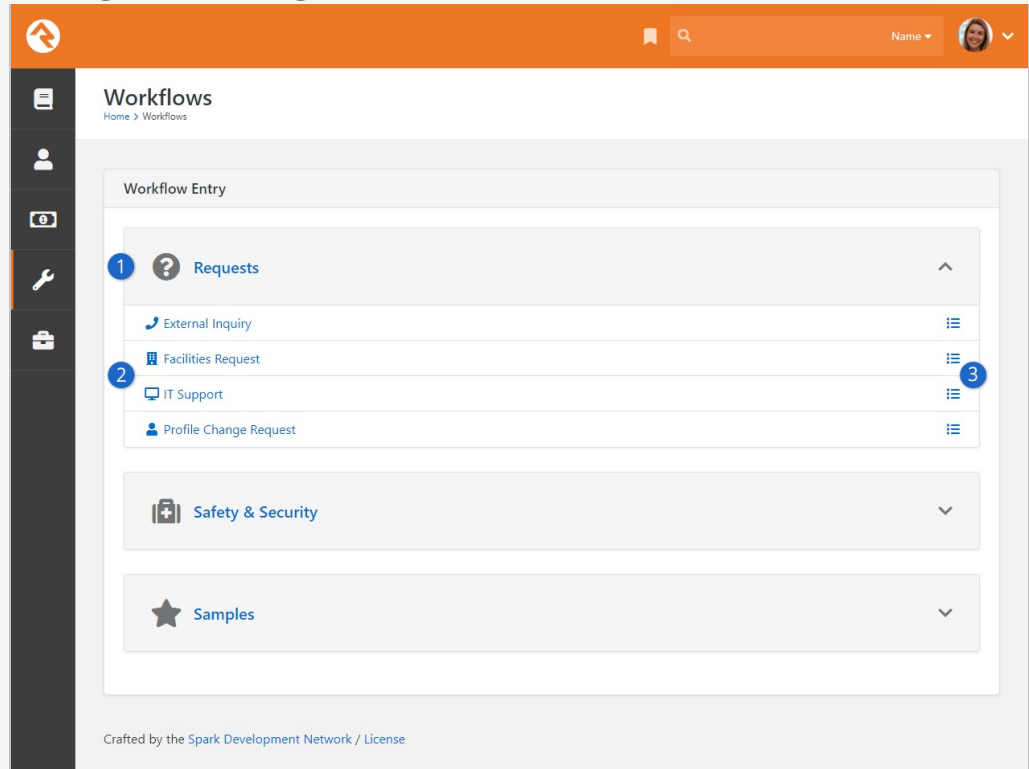 Name
Workflows
Home > Workflows
Workflow Entry
1
Requests
External Inquiry
Facilities Request
2
3
IT Support
Profile Change Request
Safety & Security
Samples
Crafted by the Spark Development Network / License